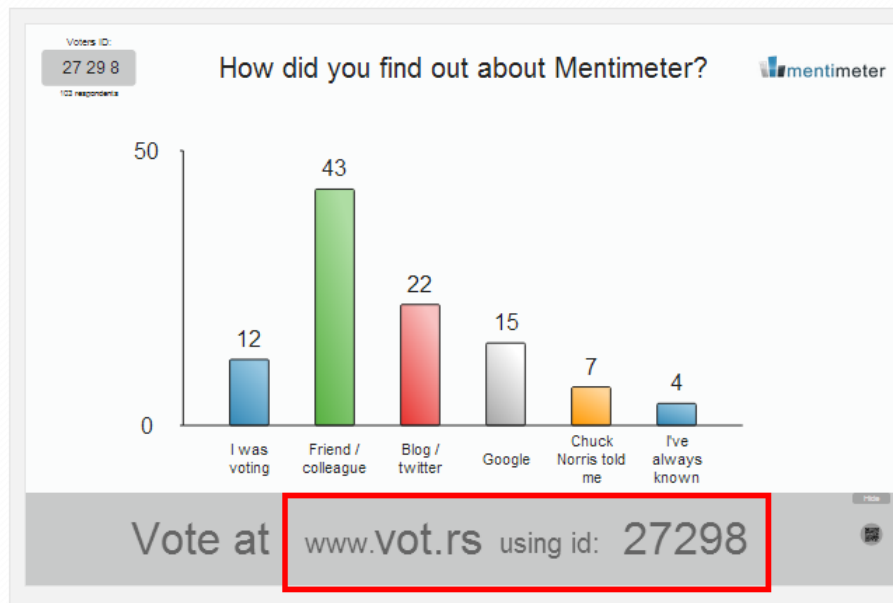 Voters ID:
27 29 8
102 respondents
How did you find out about Mentimeter?
mentimeter
50
43
22
15
12
7
4
0
I was
voting
Friend /
colleague
Blog /
twitter
Google
Chuck
Norris told
me
I've
always
known
Hide
Vote at www.vot.rs using id: 27298